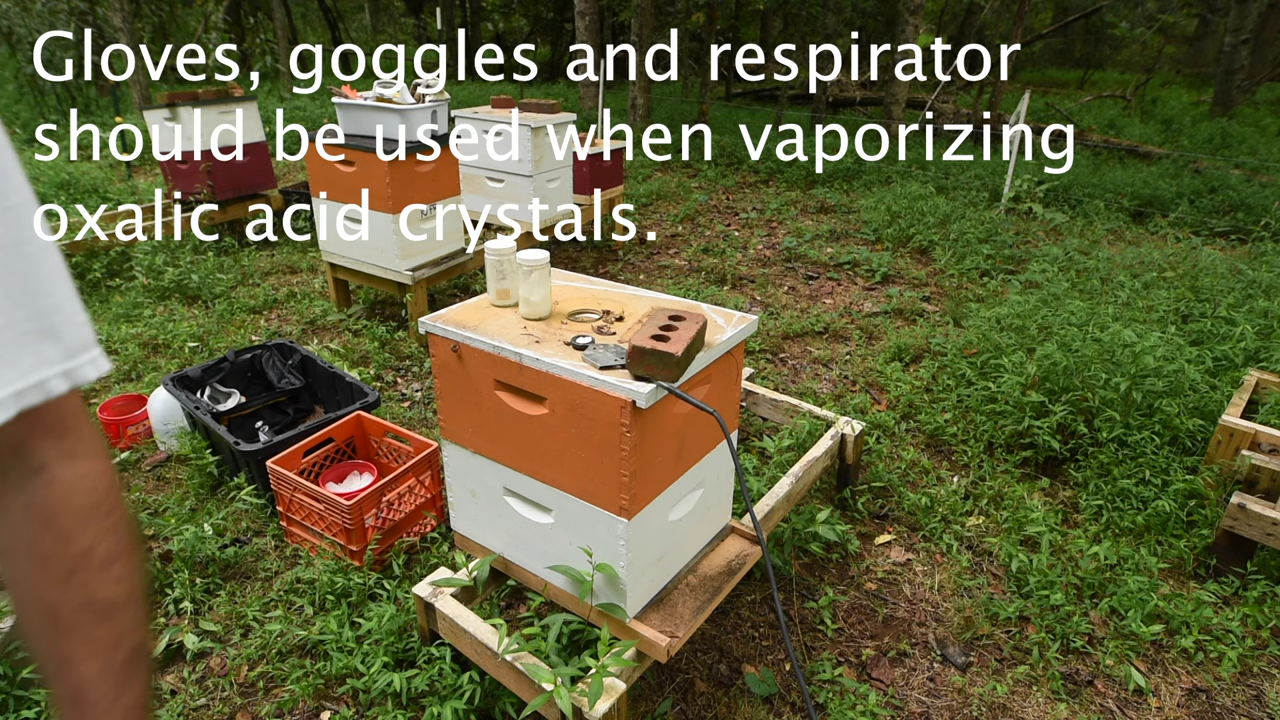 Gloves, goggles and respirator
should be used when vaporizing
oxalic acid crystals.